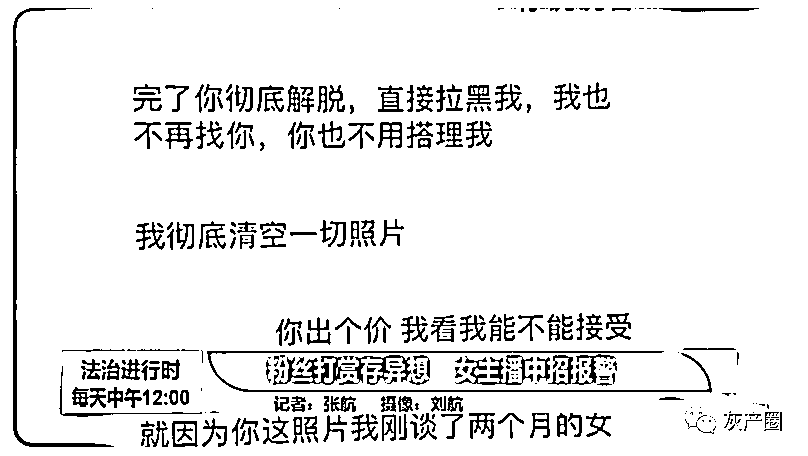 完了你彻底解脱，直接拉黑我，我也
不再找你，你也不用搭理我
我彻底清空一切照片
你出个价 我看我能不能接受
法治进行时
每天中午12:00
粉丝打赏存异想 女主播中招报警
记者：张航 摄像：刘航
就因为你这照片我刚谈了两个月的女
灰产圈